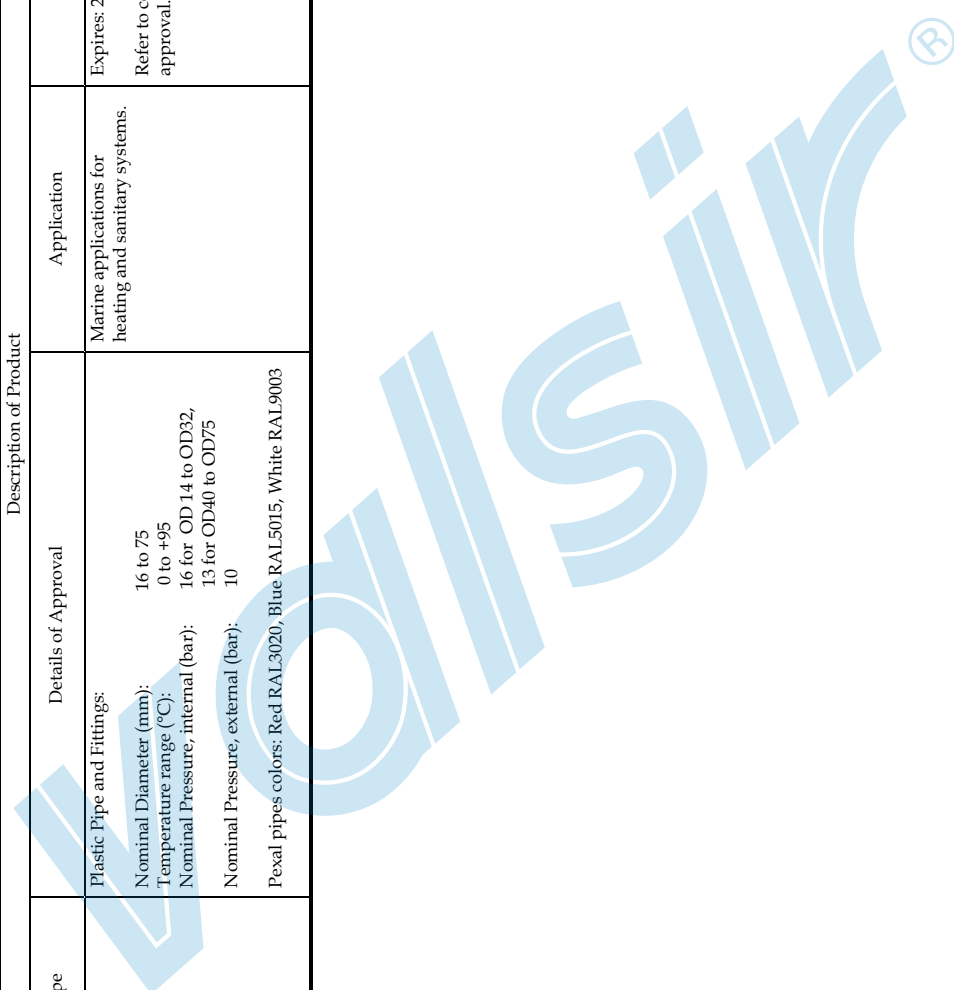 Description of Product
pe
Details of Approval
Application
Plastic Pipe and Fittings:
Nominal Diameter (mm): 16 to 75
Temperature range (°C): 0 to +95
Nominal Pressure, internal (bar): 16 for OD 14 to OD32,
13 for OD40 to OD75
Nominal Pressure, external (bar): 10
Pexal pipes colors: Red RAL3020, Blue RAL5015, White RAL9003
Marine applications for
heating and sanitary systems.
Expires: 2
Refer to c
approval.
valsir®